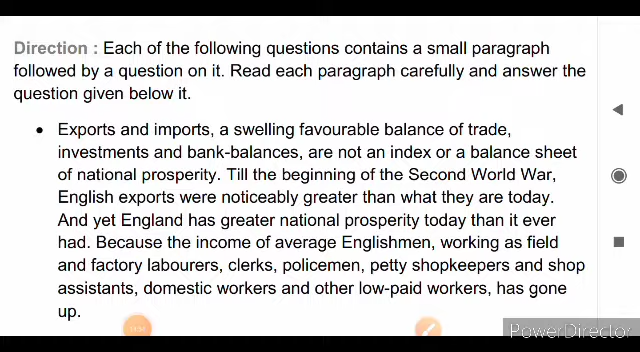 Direction : Each of the following questions contains a small paragraph
followed by a question on it. Read each paragraph carefully and answer the
question given below it.
• Exports and imports, a swelling favourable balance of trade,
investments and bank-balances, are not an index or a balance sheet
of national prosperity. Till the beginning of the Second World War,
English exports were noticeably greater than what they are today.
And yet England has greater national prosperity today than it ever
had. Because the income of average Englishmen, working as field
and factory labourers, clerks, policemen, petty shopkeepers and shop
assistants, domestic workers and other low-paid workers, has gone
up.
PowerDirector